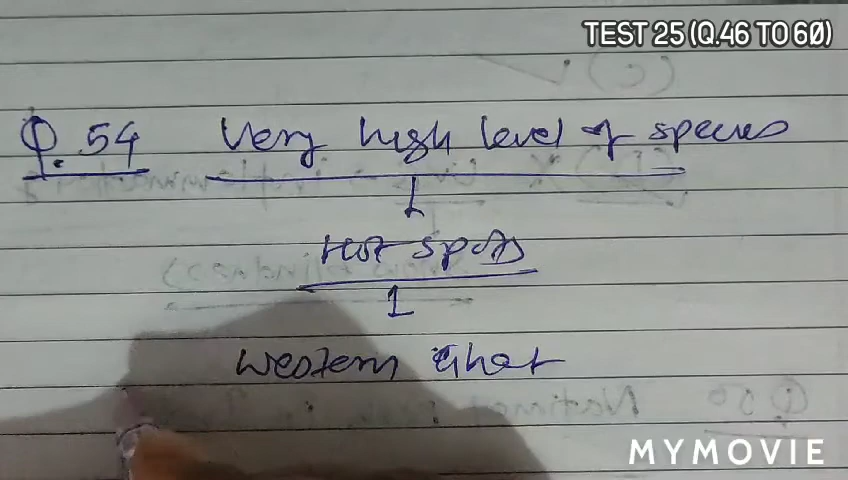 TEST 25 (Q.46 TO 60)
Q.54 Very high level of species
Hot spots
Western Ghat
MYMOVIE